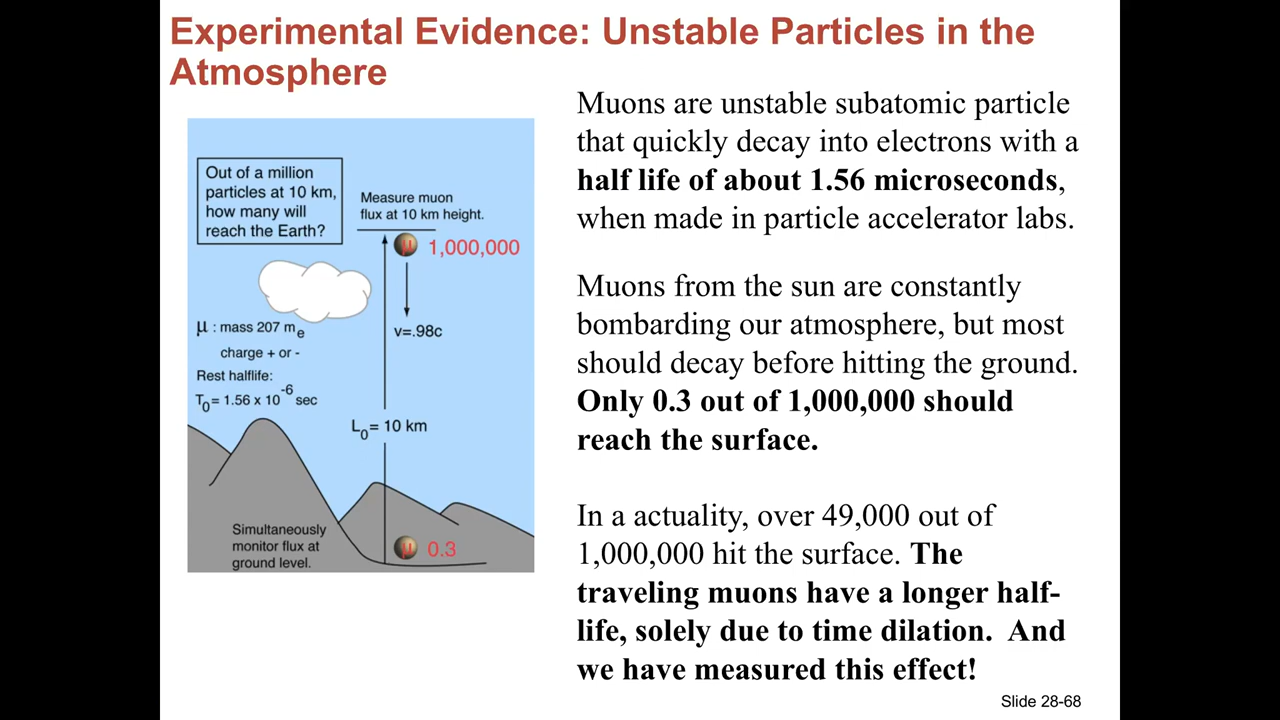 Experimental Evidence: Unstable Particles in the
Atmosphere
Out of a million
particles at 10 km,
how many will
reach the Earth?
Measure muon
flux at 10 km height.
μ 1,000,000
v=.98c
μ : mass 207 mₑ
charge + or -
Rest halflife:
T₀= 1.56 x 10⁻⁶ sec
L₀= 10 km
Simultaneously
monitor flux at
ground level.
μ 0.3
Muons are unstable subatomic particle
that quickly decay into electrons with a
half life of about 1.56 microseconds,
when made in particle accelerator labs.
Muons from the sun are constantly
bombarding our atmosphere, but most
should decay before hitting the ground.
Only 0.3 out of 1,000,000 should
reach the surface.
In a actuality, over 49,000 out of
1,000,000 hit the surface. The
traveling muons have a longer half-
life, solely due to time dilation. And
we have measured this effect!
Slide 28-68